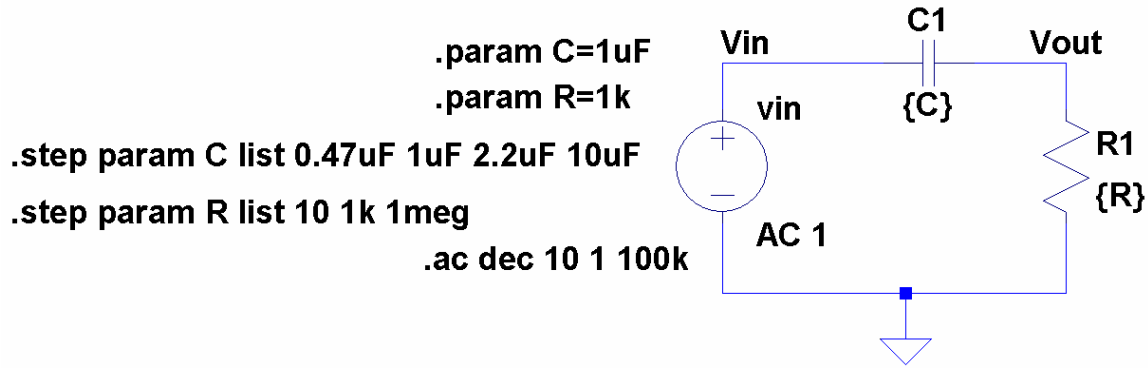 .param C=1uF
.param R=1k
.step param C list 0.47uF 1uF 2.2uF 10uF
.step param R list 10 1k 1meg
.ac dec 10 1 100k
Vin
C1
Vout
vin
{C}
R1
{R}
AC 1